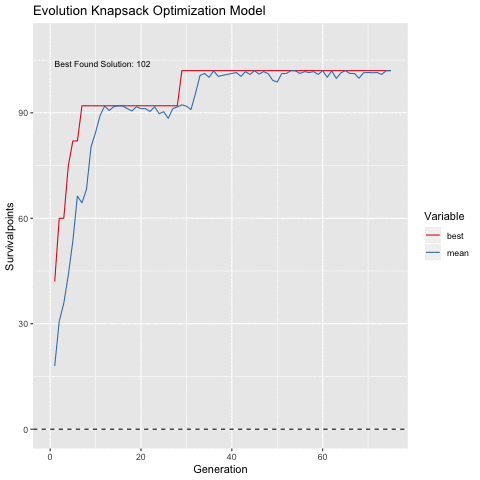 Evolution Knapsack Optimization Model
Best Found Solution: 102
Survivalpoints
90
60
30
0
0
20
40
60
Generation
Variable
best
mean